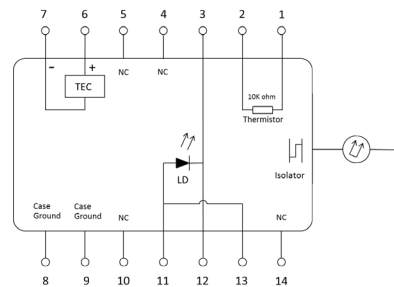 7 6 5 4 3 2 1
- +
TEC
NC NC
10K ohm
Thermistor
LD
Isolator
Case
Ground
Case
Ground
NC
NC
8 9 10 11 12 13 14